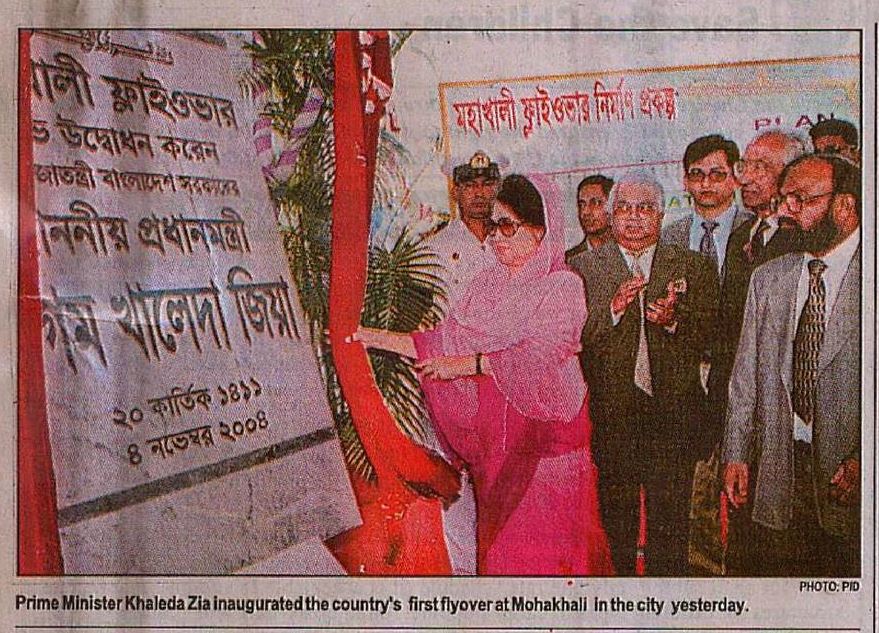 ফ্লাইওভার
উদ্বোধন করেন
বাংলাদেশ সরকারের
প্রধানমন্ত্রী
খালেদা জিয়া
২০ কার্তিক ১৪১১
৪ নভেম্বর ২০০৪
মহাখালী ফ্লাইওভার নির্মাণ প্রকল্প
PLAN
PHOTO: PID
Prime Minister Khaleda Zia inaugurated the country's first flyover at Mohakhali in the city yesterday.